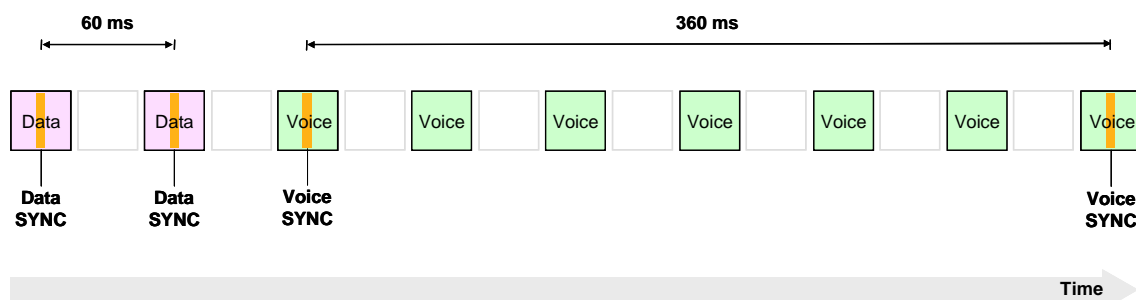 60 ms
360 ms
Data
Data
Voice
Voice
Voice
Voice
Voice
Voice
Voice
Data
SYNC
Data
SYNC
Voice
SYNC
Voice
SYNC
Time